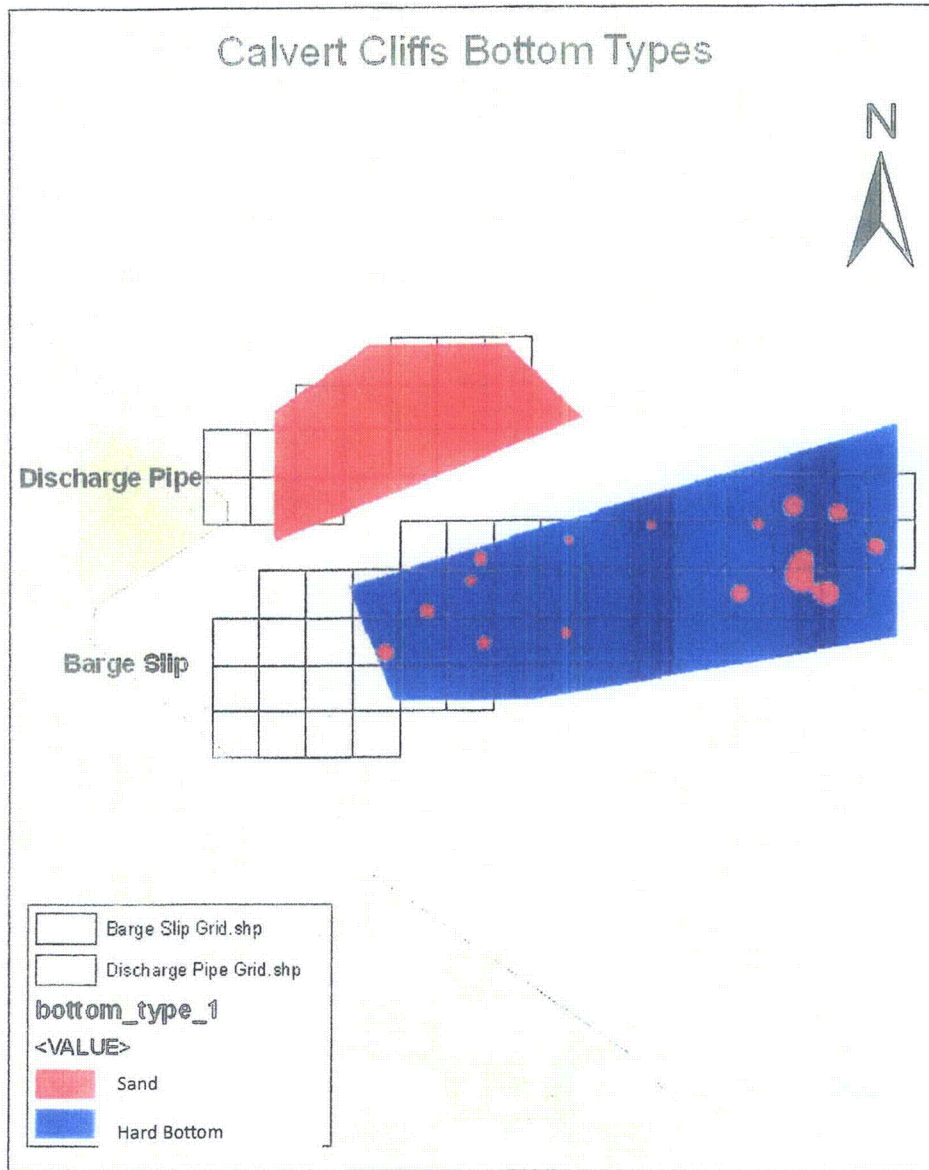 Calvert Cliffs Bottom Types
N
Discharge Pipe
Barge Slip
Barge Slip Grid.shp
Discharge Pipe Grid.shp
bottom_type_1
<VALUE>
Sand
Hard Bottom